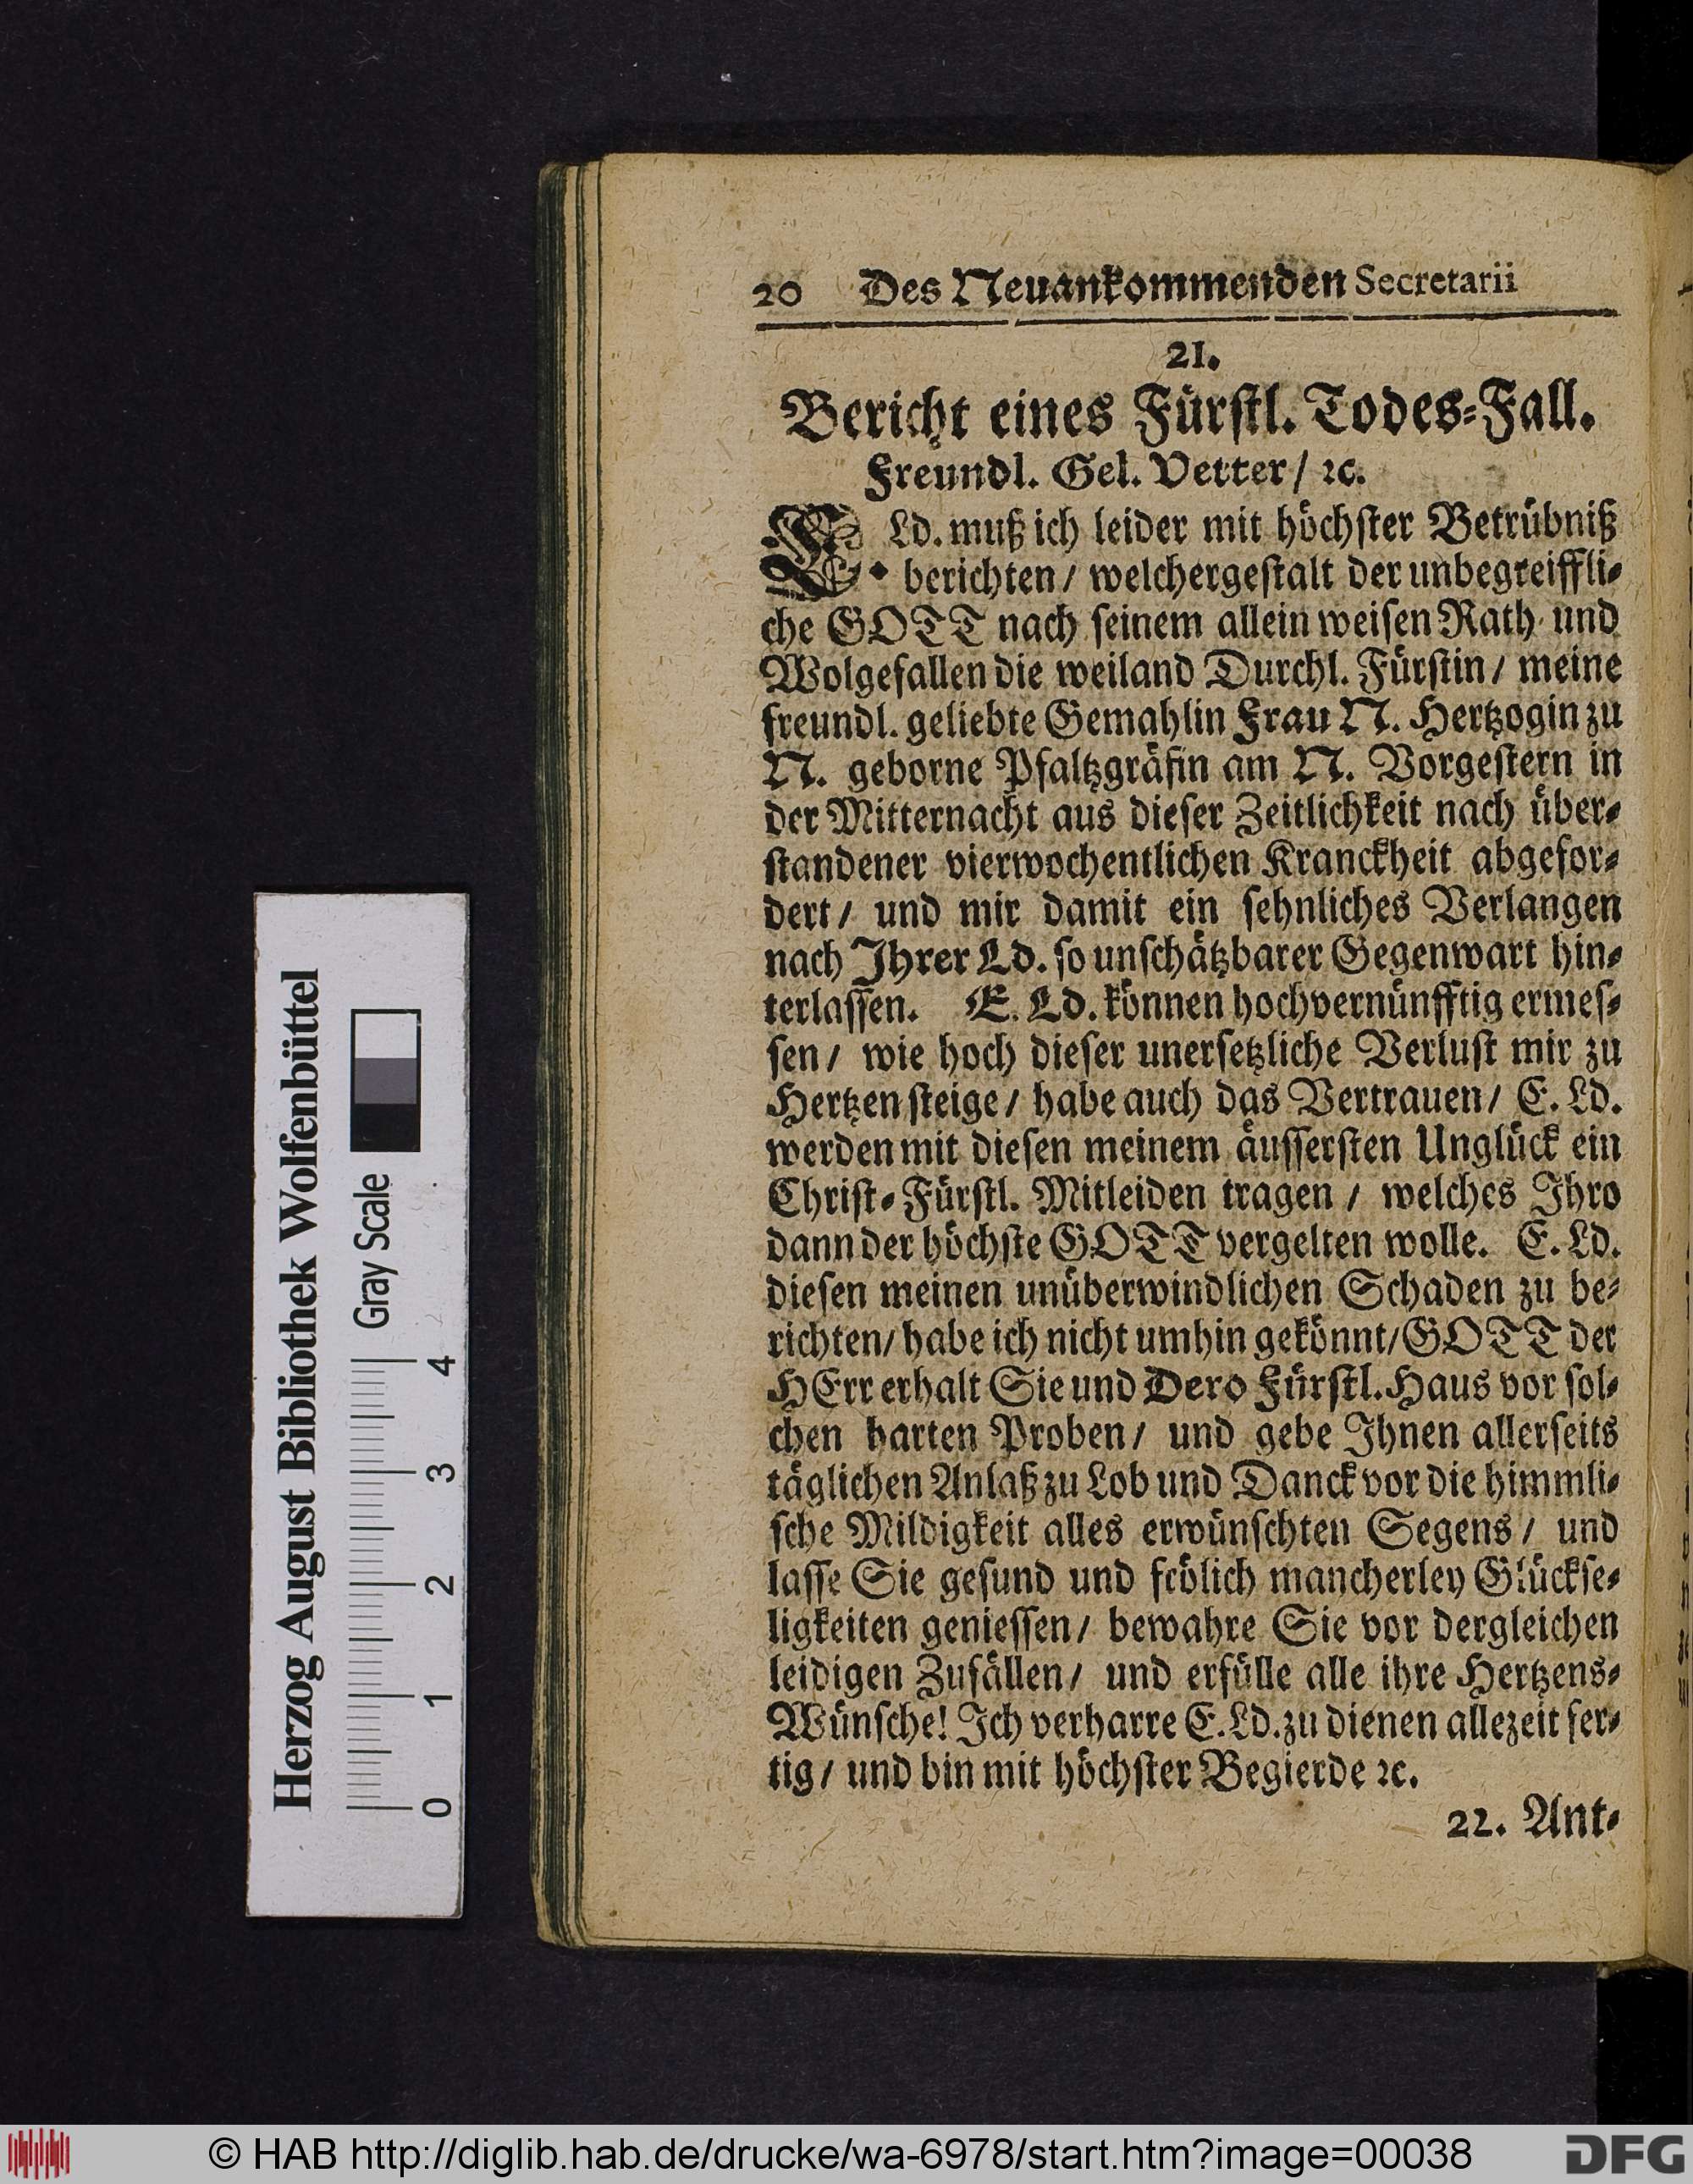 20 Des Neuankommenden Secretarii
21.
Bericht eines Fürstl. Todes=Fall.
Freundl. Gel. Vetter/ ꝛc.
E. Ld. muß ich leider mit höchster Betrübniß
berichten/ welchergestalt der unbegreiffli=
che GOTT nach seinem allein weisen Rath und
Wolgefallen die weiland Durchl. Fürstin/ meine
freundl. geliebte Gemahlin Frau N. Hertzogin zu
N. geborne Pfaltzgräfin am N. Vorgestern in
der Mitternacht aus dieser Zeitlichkeit nach über=
standener vierwochentlichen Kranckheit abgefor=
dert/ und mir damit ein sehnliches Verlangen
nach Ihrer Ld. so unschätzbarer Gegenwart hin=
terlassen. E. Ld. können hochvernünfftig ermes=
sen/ wie hoch dieser unersetzliche Verlust mir zu
Hertzen steige/ habe auch das Vertrauen/ E. Ld.
werden mit diesen meinem äussersten Unglück ein
Christ=Fürstl. Mitleiden tragen/ welches Ihro
dann der höchste GOTT vergelten wolle. E. Ld.
diesen meinen unüberwindlichen Schaden zu be=
richten/ habe ich nicht umhin gekönnt/ GOTT der
HErr erhalt Sie und Dero Fürstl. Haus vor sol=
chen harten Proben/ und gebe Ihnen allerseits
täglichen Anlaß zu Lob und Danck vor die himmli=
sche Mildigkeit alles erwünschten Segens/ und
lasse Sie gesund und frölich mancherley Glückse=
ligkeiten geniessen/ bewahre Sie vor dergleichen
leidigen Zufällen/ und erfülle alle ihre Hertzens=
Wünsche! Ich verharre E. Ld. zu dienen allezeit fer=
tig/ und bin mit höchster Begierde ꝛc.
22. Ant=
Herzog August Bibliothek Wolfenbüttel
Gray Scale
0 1 2 3 4
© HAB http://diglib.hab.de/drucke/wa-6978/start.htm?image=00038
DFG